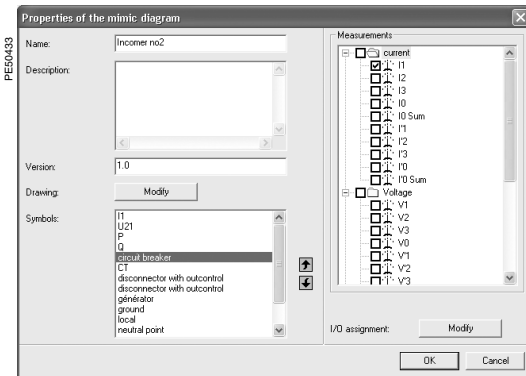 Properties of the mimic diagram
PE50433
Name:
Incomer no2
Description:
Version:
1.0
Drawing:
Modify
Symbols:
I1
U21
P
Q
circuit breaker
CT
disconnector with outcontrol
disconnector with outcontrol
générator
ground
local
neutral point
Measurements
current
I1
I2
I3
I0
I0 Sum
I'1
I'2
I'3
I'0
I'0 Sum
Voltage
V1
V2
V3
V0
V'1
V'2
V'3
I/O assignment:
Modify
OK
Cancel